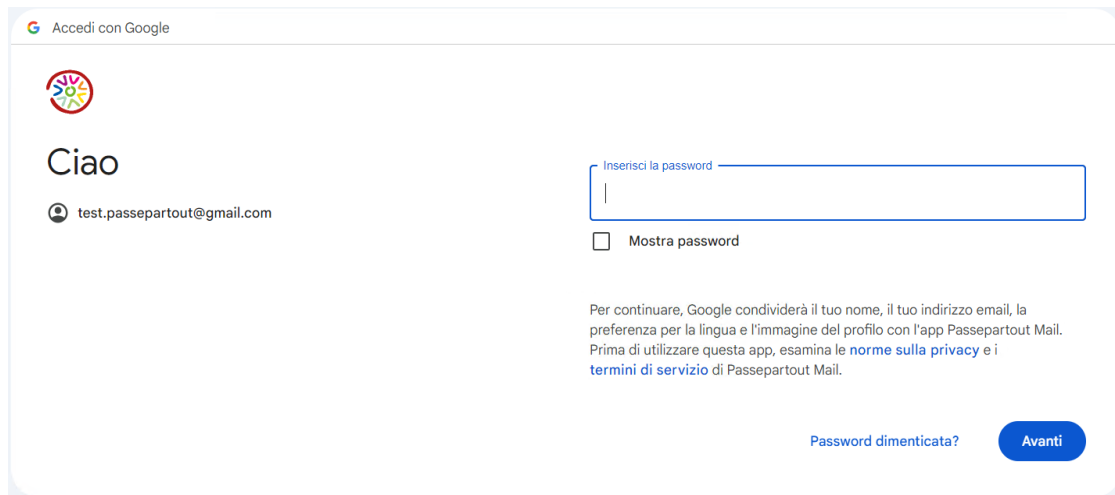 Accedi con Google
Ciao
test.passepartout@gmail.com
Inserisci la password
Mostra password
Per continuare, Google condividerà il tuo nome, il tuo indirizzo email, la
preferenza per la lingua e l'immagine del profilo con l'app Passepartout Mail.
Prima di utilizzare questa app, esamina le norme sulla privacy e i
termini di servizio di Passepartout Mail.
Password dimenticata?
Avanti